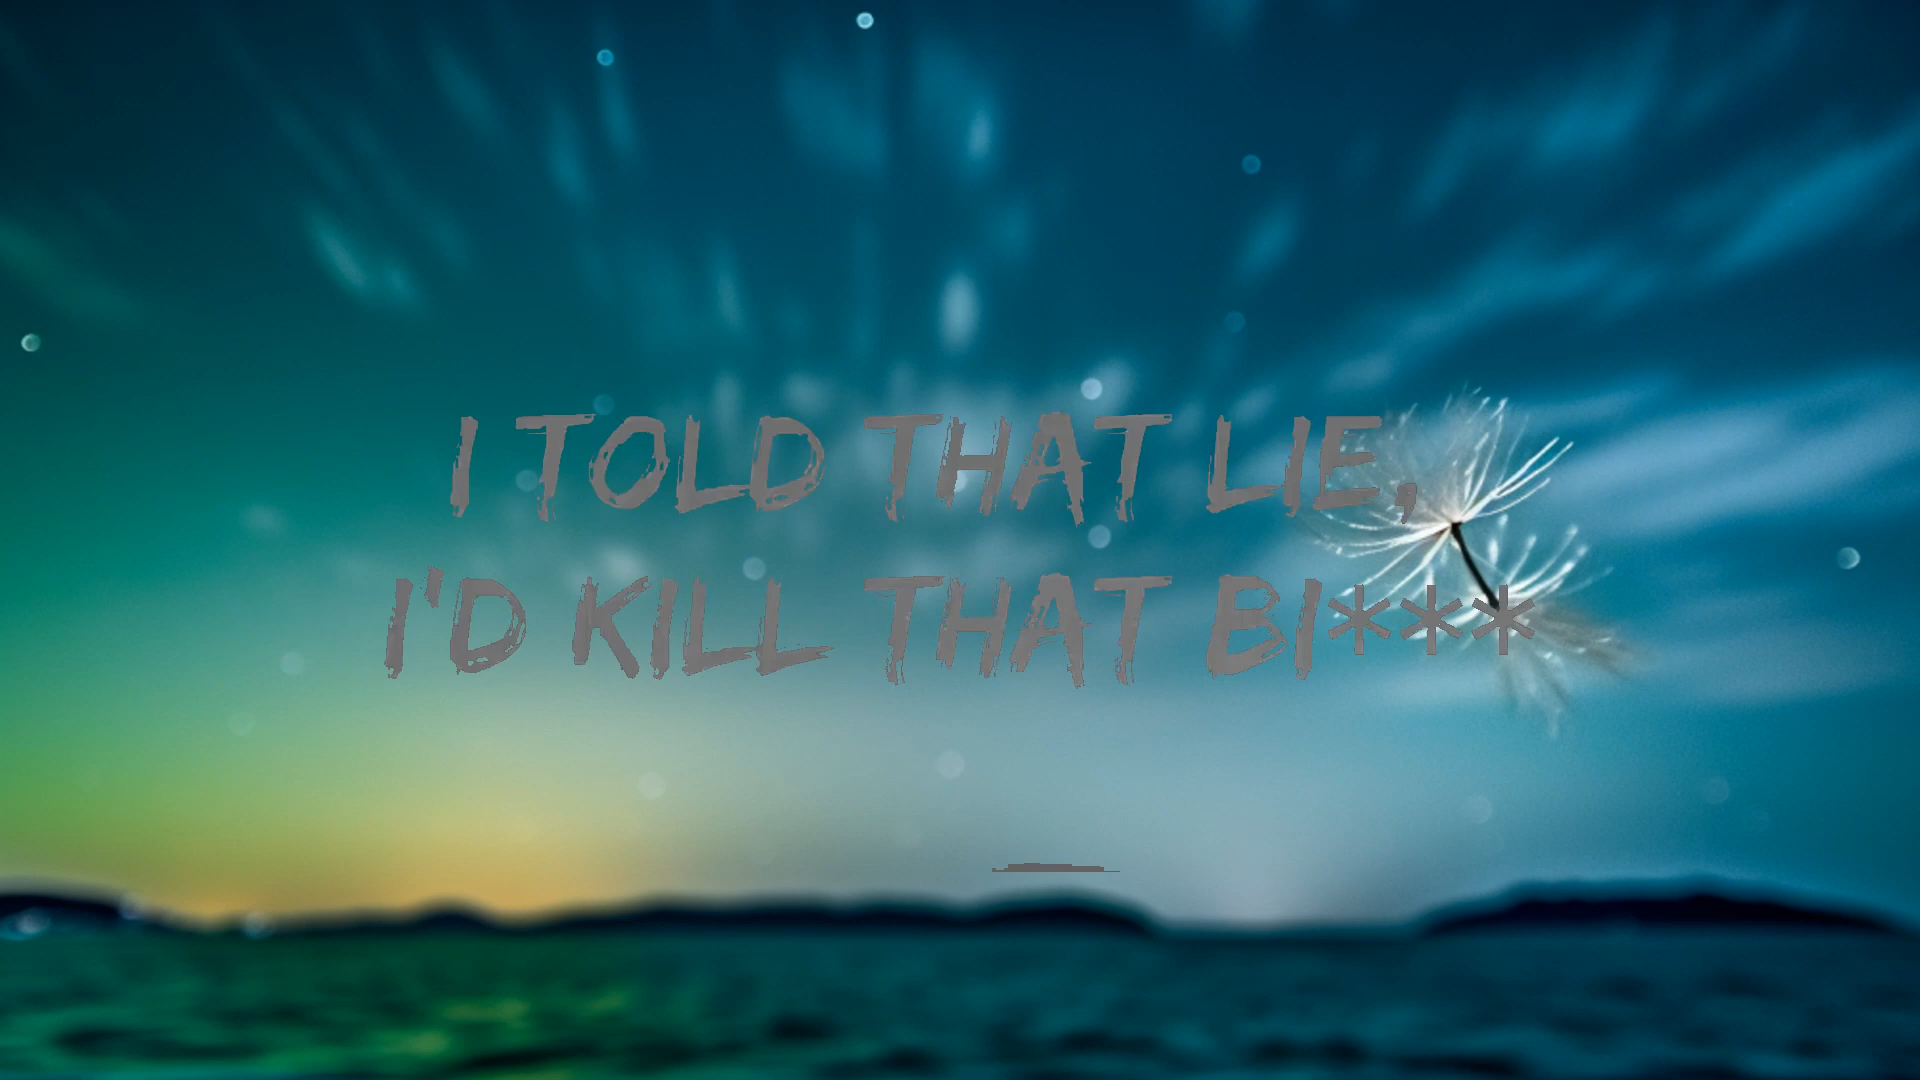 I TOLD THAT LIE,
I'D KILL THAT BI***